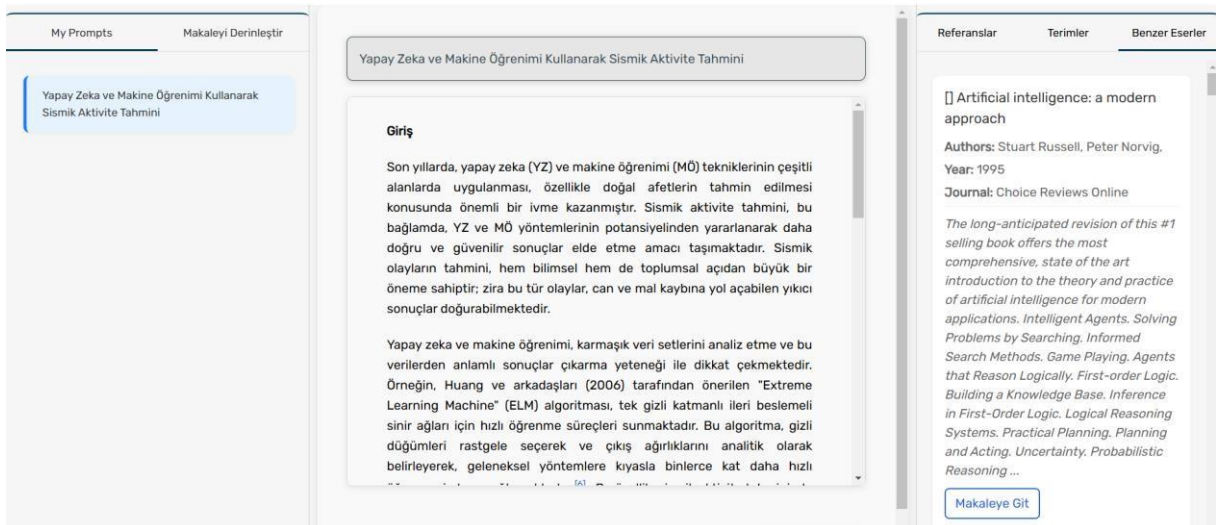 My Prompts
Makaleyi Derinleştir
Yapay Zeka ve Makine Öğrenimi Kullanarak
Sismik Aktivite Tahmini
Yapay Zeka ve Makine Öğrenimi Kullanarak Sismik Aktivite Tahmini
Giriş
Son yıllarda, yapay zeka (YZ) ve makine öğrenimi (MÖ) tekniklerinin çeşitli
alanlarda uygulanması, özellikle doğal afetlerin tahmin edilmesi
konusunda önemli bir ivme kazanmıştır. Sismik aktivite tahmini, bu
bağlamda, YZ ve MÖ yöntemlerinin potansiyelinden yararlanarak daha
doğru ve güvenilir sonuçlar elde etme amacı taşımaktadır. Sismik
olayların tahmini, hem bilimsel hem de toplumsal açıdan büyük bir
öneme sahiptir; zira bu tür olaylar, can ve mal kaybına yol açabilen yıkıcı
sonuçlar doğurabilmektedir.
Yapay zeka ve makine öğrenimi, karmaşık veri setlerini analiz etme ve bu
verilerden anlamlı sonuçlar çıkarma yeteneği ile dikkat çekmektedir.
Örneğin, Huang ve arkadaşları (2006) tarafından önerilen "Extreme
Learning Machine" (ELM) algoritması, tek gizli katmanlı ileri beslemeli
sinir ağları için hızlı öğrenme süreçleri sunmaktadır. Bu algoritma, gizli
düğümleri rastgele seçerek ve çıkış ağırlıklarını analitik olarak
belirleyerek, geleneksel yöntemlere kıyasla binlerce kat daha hızlı
[6]
Referanslar
Terimler
Benzer Eserler
[] Artificial intelligence: a modern
approach
Authors: Stuart Russell, Peter Norvig,
Year: 1995
Journal: Choice Reviews Online
The long-anticipated revision of this #1
selling book offers the most
comprehensive, state of the art
introduction to the theory and practice
of artificial intelligence for modern
applications. Intelligent Agents. Solving
Problems by Searching. Informed
Search Methods. Game Playing. Agents
that Reason Logically. First-order Logic.
Building a Knowledge Base. Inference
in First-Order Logic. Logical Reasoning
Systems. Practical Planning. Planning
and Acting. Uncertainty. Probabilistic
Reasoning ...
Makaleye Git